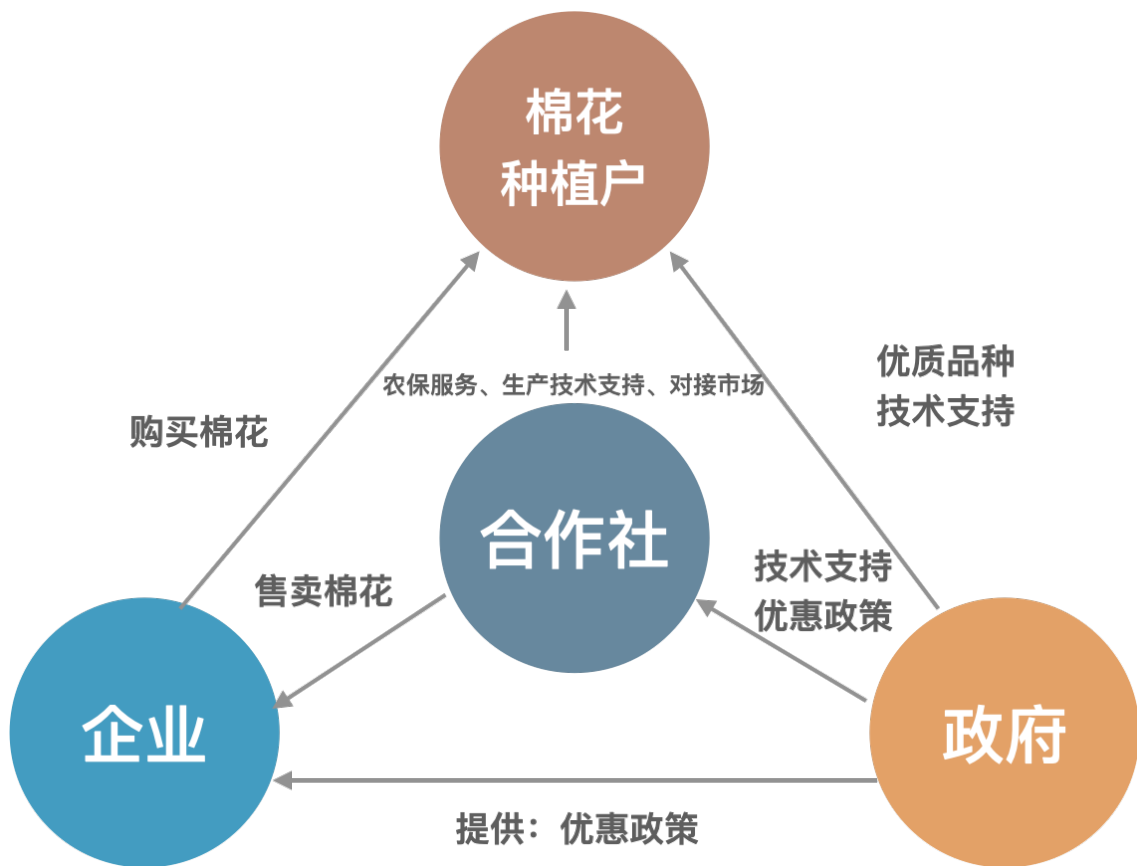 棉花
种植户
农保服务、生产技术支持、对接市场
优质品种
技术支持
购买棉花
合作社
技术支持
优惠政策
售卖棉花
企业
政府
提供：优惠政策